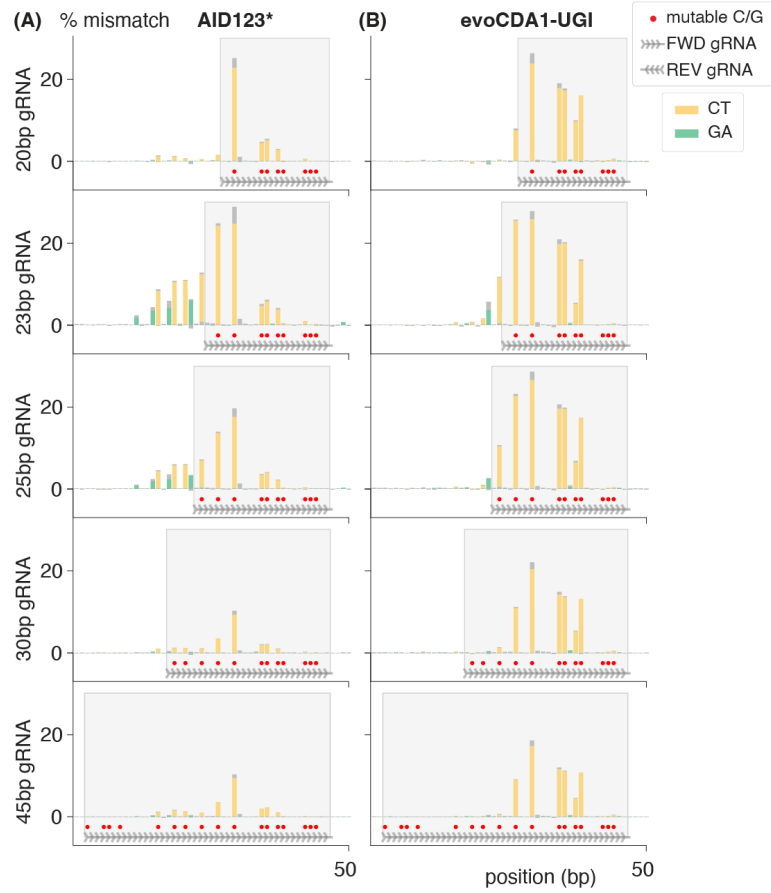 (A) % mismatch AID123*
(B) evoCDA1-UGI
mutable C/G
FWD gRNA
REV gRNA
CT
GA
20bp gRNA
20
0
23bp gRNA
20
0
25bp gRNA
20
0
30bp gRNA
20
0
45bp gRNA
20
0
50
position (bp)
50